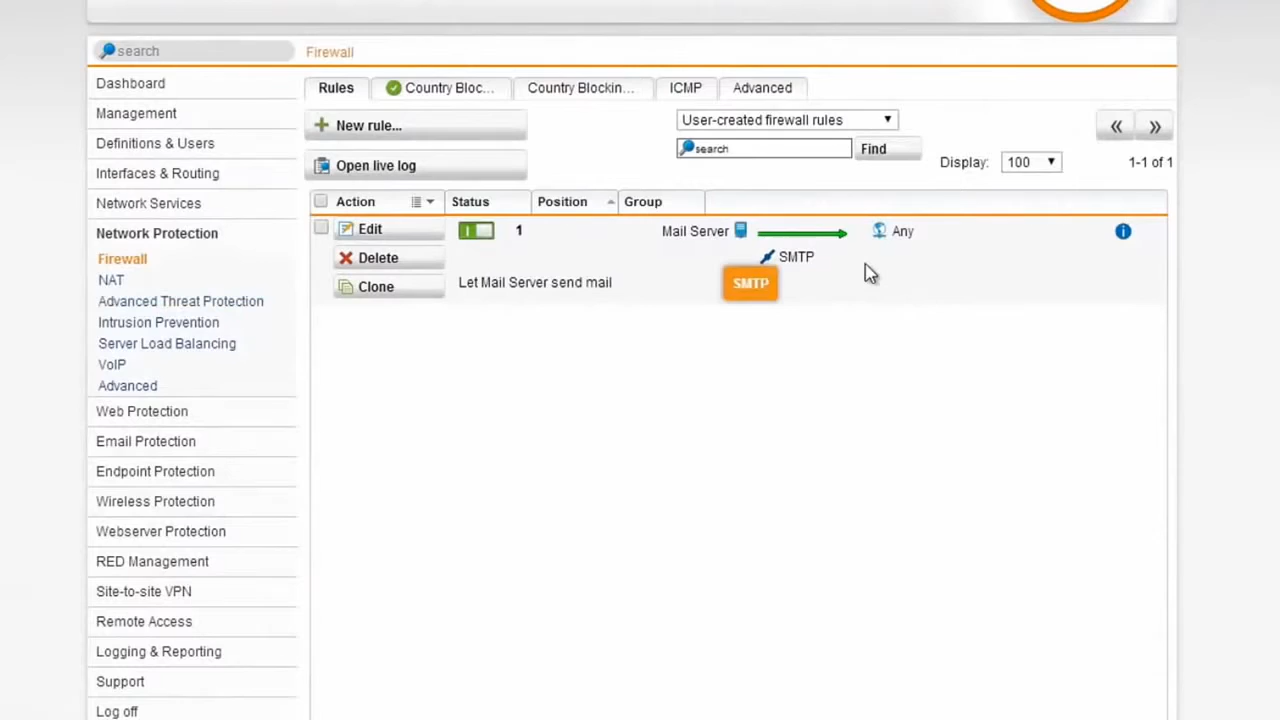 search
Firewall
Dashboard
Management
Definitions & Users
Interfaces & Routing
Network Services
Network Protection
Firewall
NAT
Advanced Threat Protection
Intrusion Prevention
Server Load Balancing
VoIP
Advanced
Web Protection
Email Protection
Endpoint Protection
Wireless Protection
Webserver Protection
RED Management
Site-to-site VPN
Remote Access
Logging & Reporting
Support
Log off
Rules Country Bloc... Country Blockin... ICMP Advanced
New rule... User-created firewall rules
search Find Display: 100 1-1 of 1
Open live log
Action Status Position Group
Edit 1 Mail Server Any
Delete SMTP
Clone Let Mail Server send mail SMTP